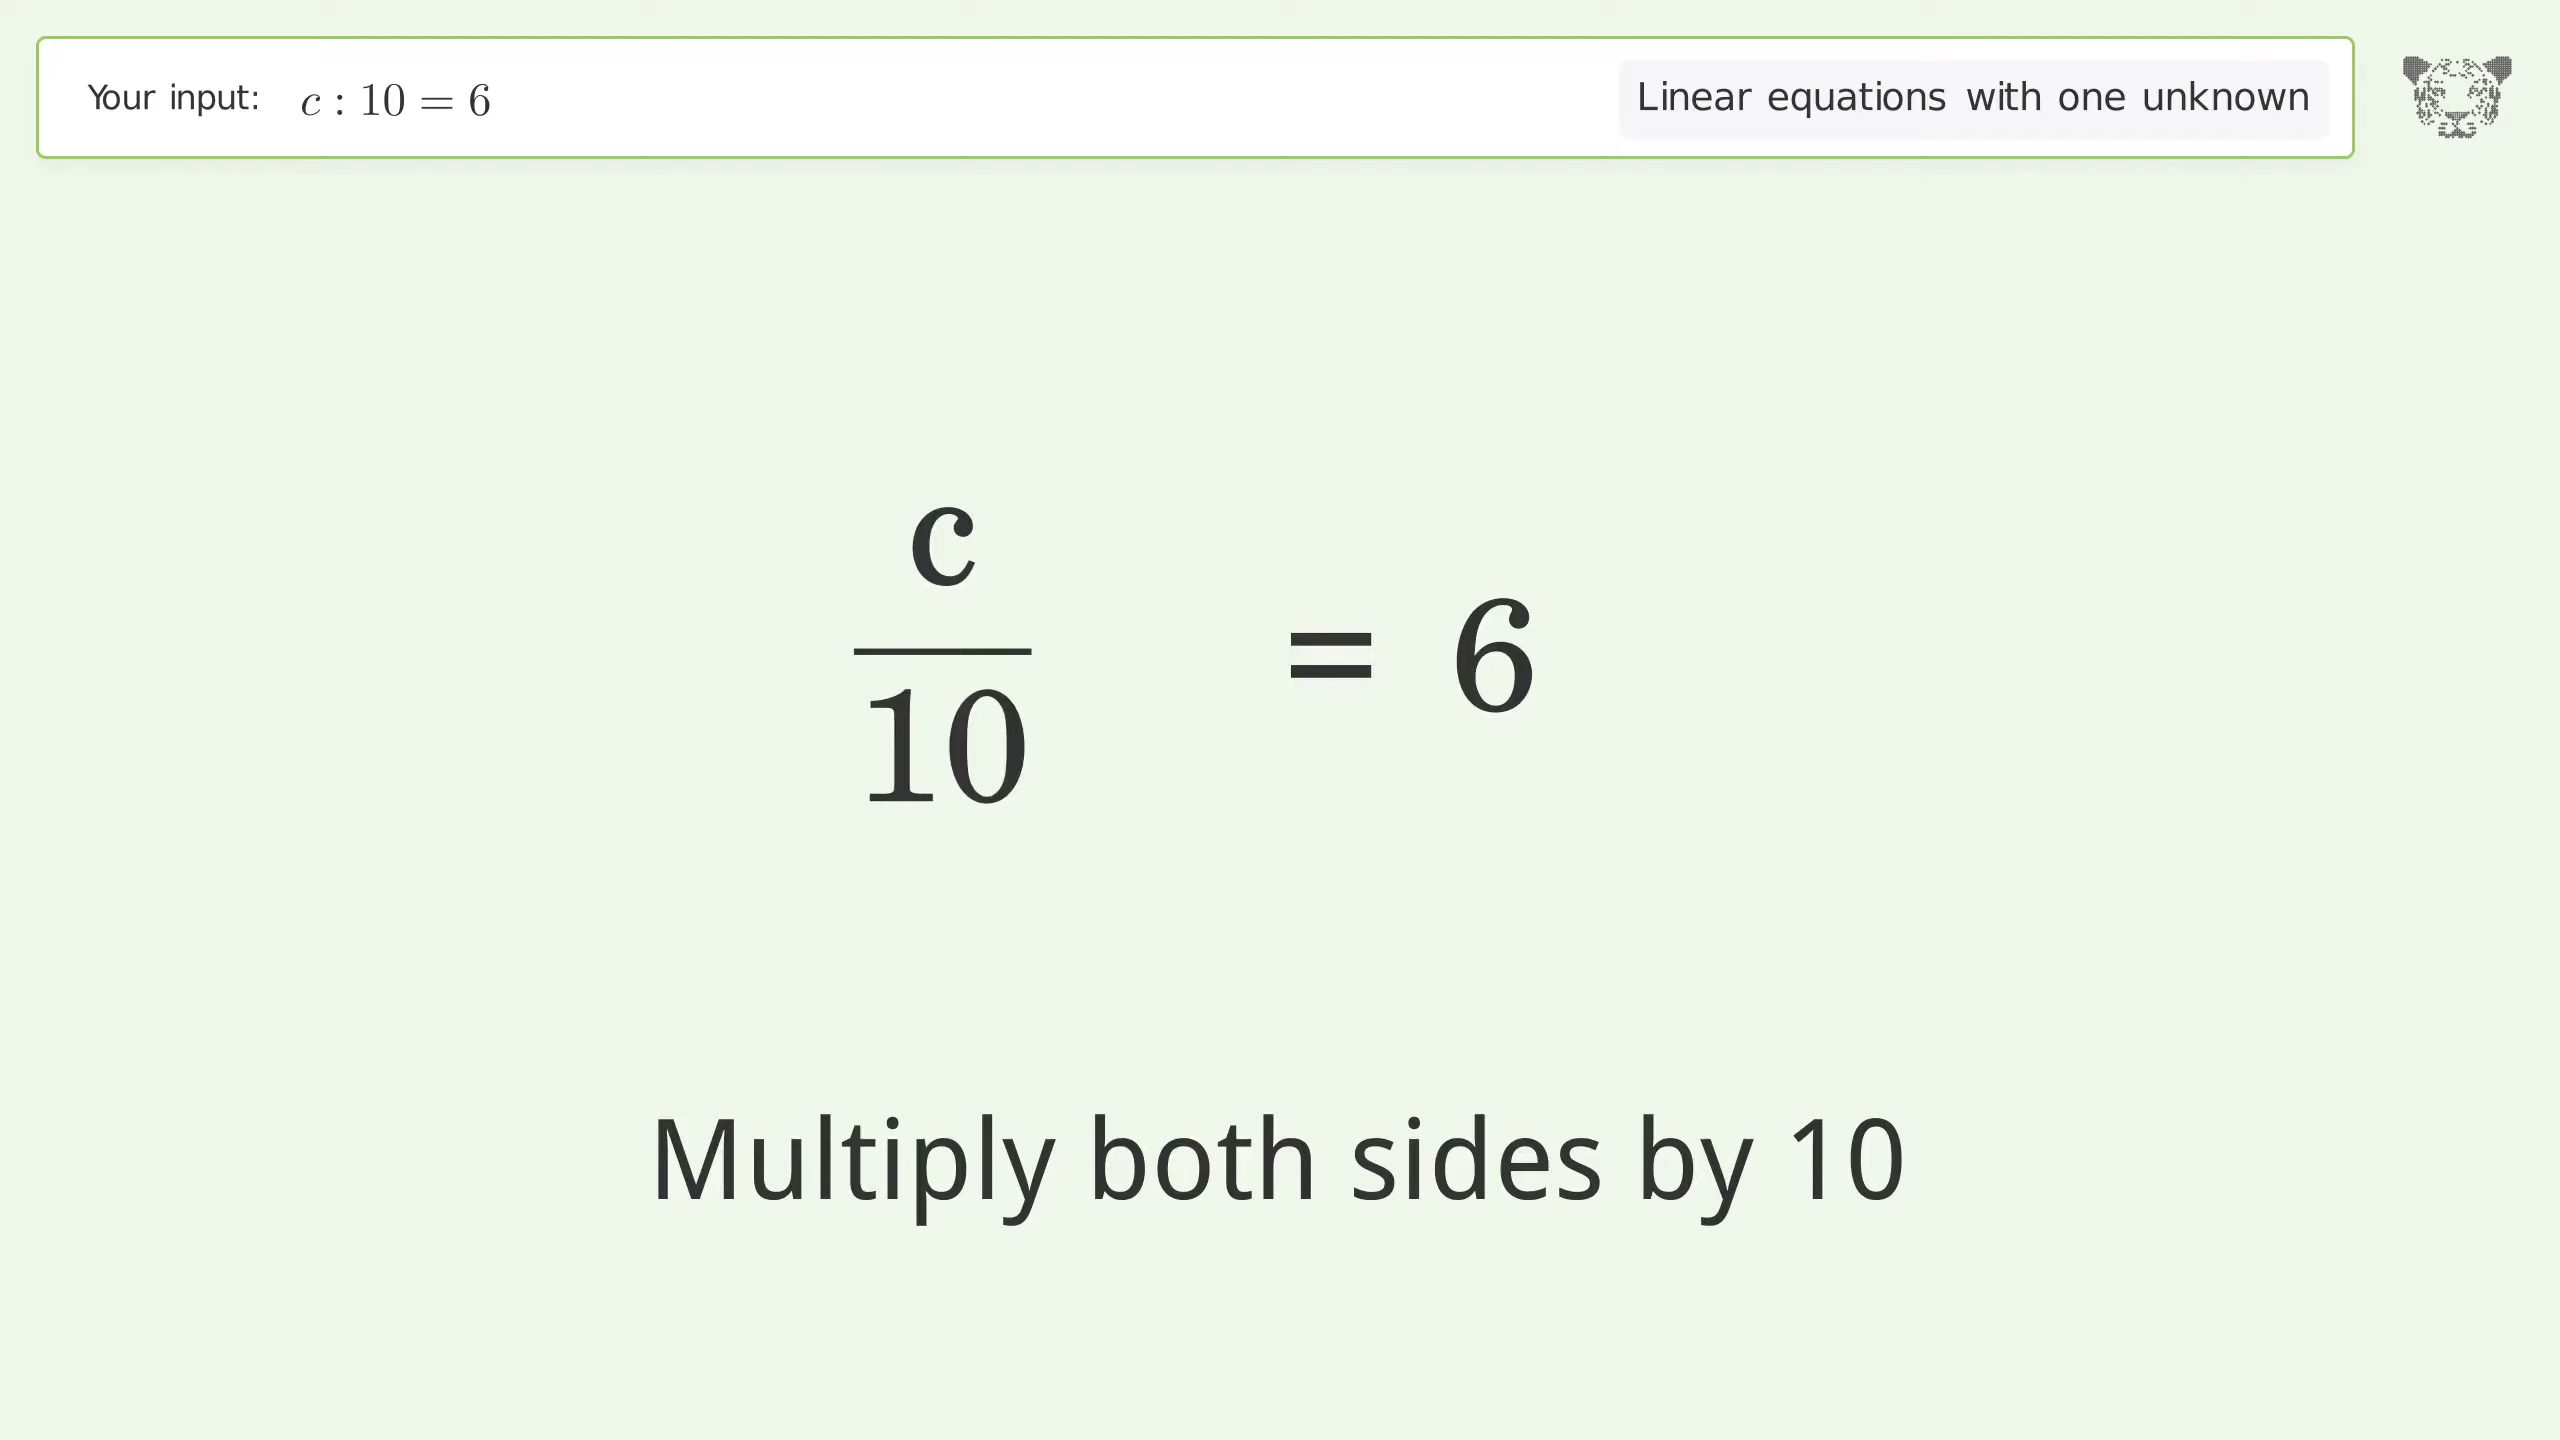 Your input: c : 10 = 6
Linear equations with one unknown
c
10
= 6
Multiply both sides by 10